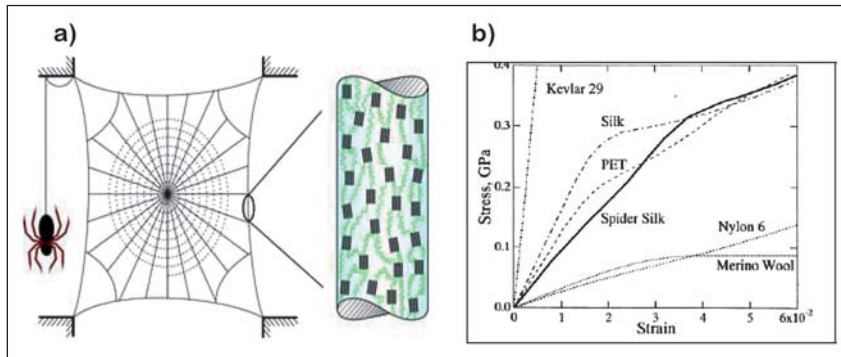 a)
b)
0.4
0.3
0.2
0.1
0.0
Stress, GPa
Kevlar 29
Silk
PET
Spider Silk
Nylon 6
Merino Wool
0 1 2 3 4 5 6x10⁻²
Strain